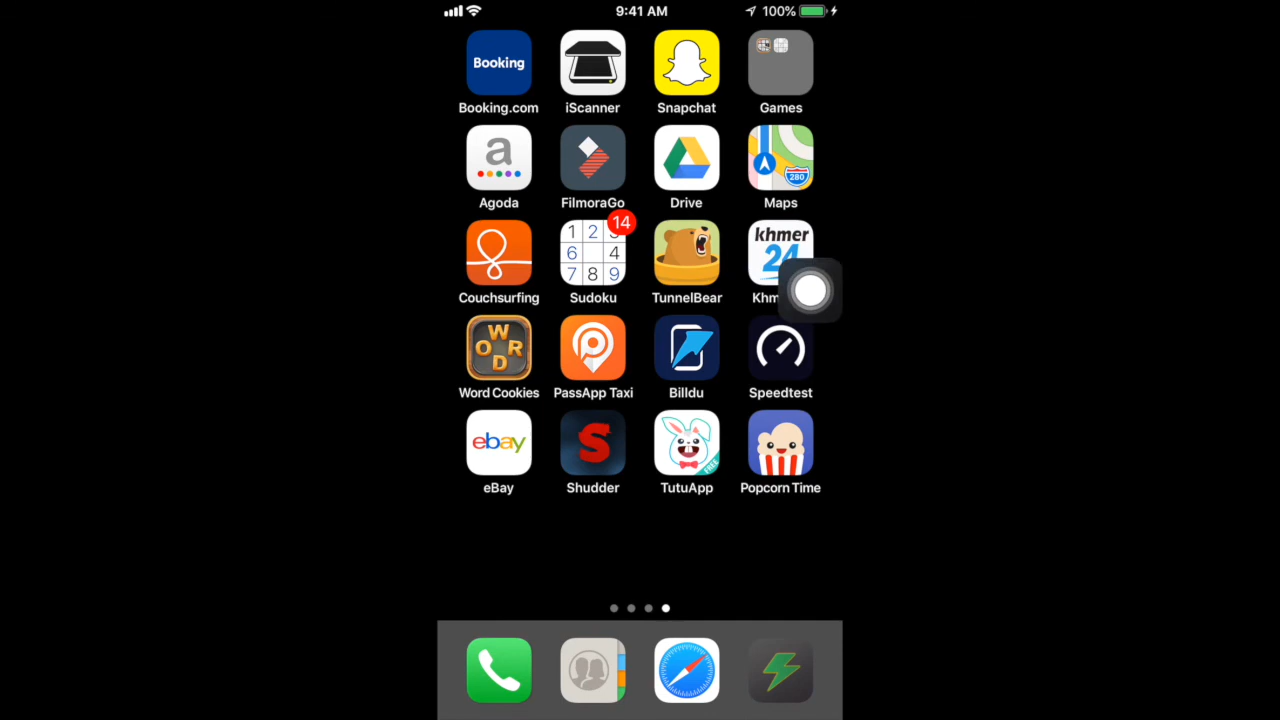 9:41 AM 100%
Booking
Booking.com iScanner Snapchat Games
a 280
Agoda FilmoraGo Drive Maps
14
1 2
6 4
7 8 9
khmer
24
Couchsurfing Sudoku TunnelBear
W
O R
D
Word Cookies PassApp Taxi Billdu Speedtest
ebay S FREE
eBay Shudder TutuApp Popcorn Time